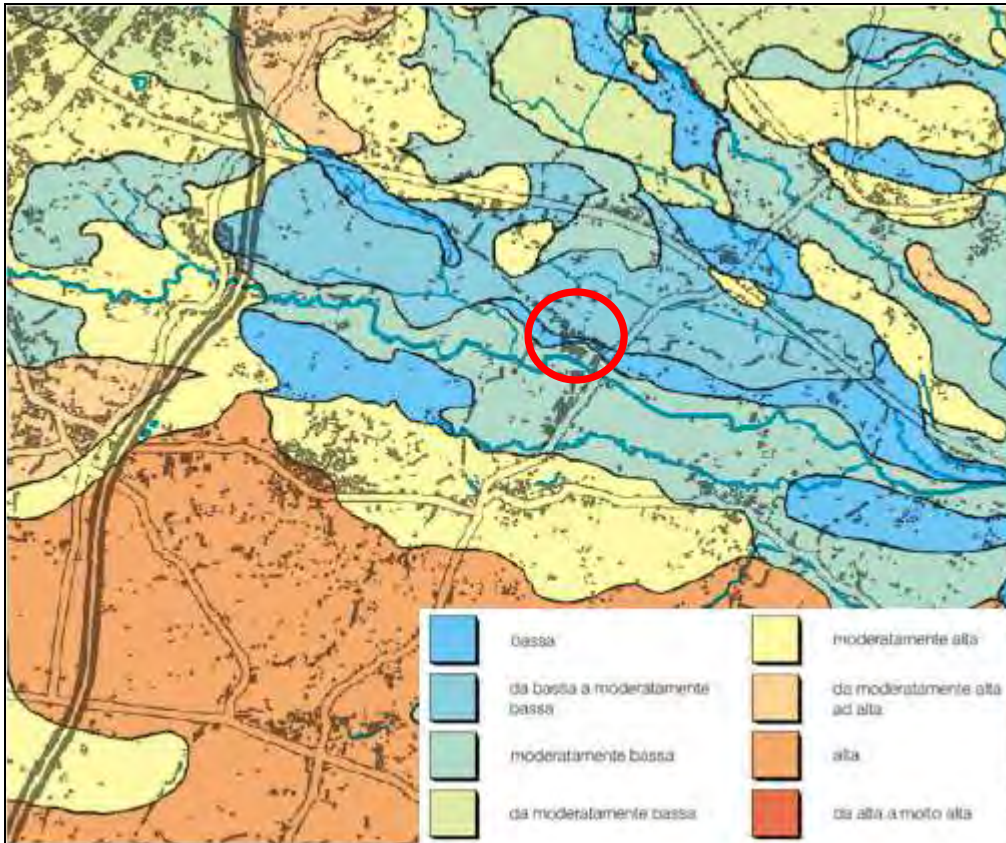 bassa
da bassa a moderatamente
bassa
moderatamente bassa
da moderatamente bassa
moderatamente alta
da moderatamente alta
ad alta
alta
da alta a molto alta